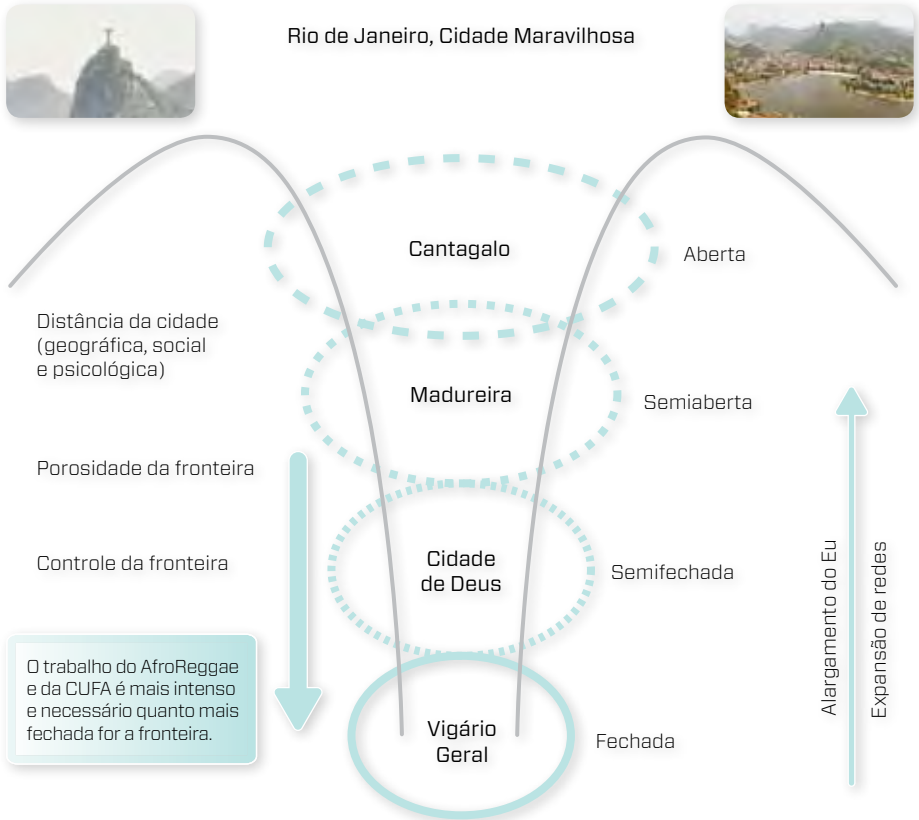 Rio de Janeiro, Cidade Maravilhosa
Cantagalo
Aberta
Distância da cidade
(geográfica, social
e psicológica)
Madureira
Semiaberta
Porosidade da fronteira
Controle da fronteira
Cidade
de Deus
Semifechada
Alargamento do Eu
Expansão de redes
O trabalho do AfroReggae
e da CUFA é mais intenso
e necessário quanto mais
fechada for a fronteira.
Vigário
Geral
Fechada